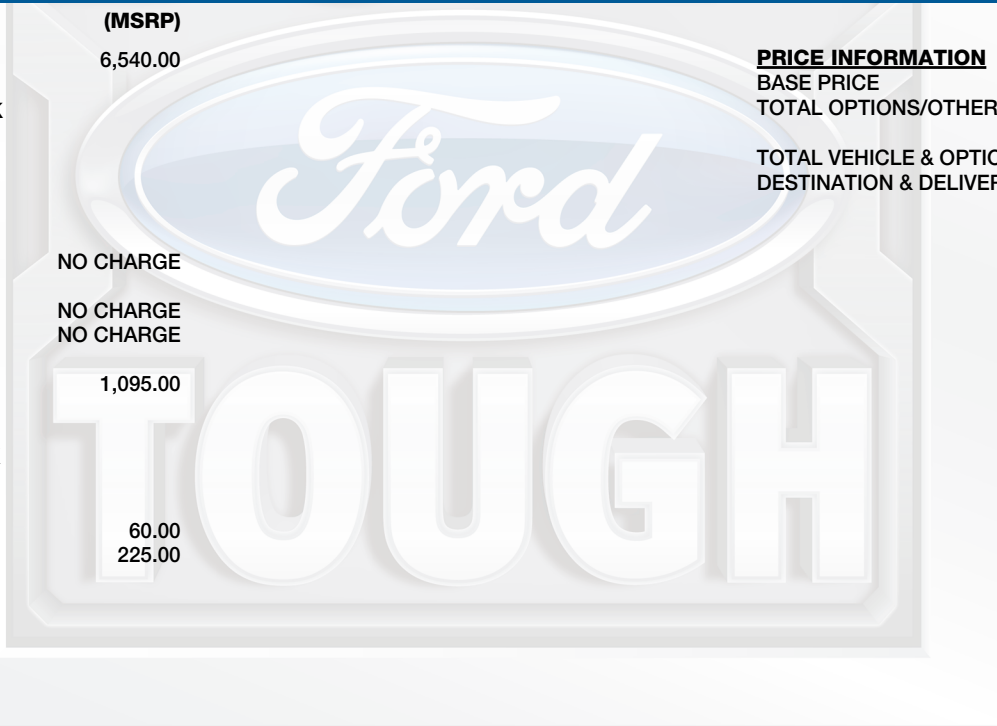 (MSRP)
6,540.00
NO CHARGE
NO CHARGE
NO CHARGE
1,095.00
60.00
225.00
PRICE INFORMATION
BASE PRICE
TOTAL OPTIONS/OTHER
TOTAL VEHICLE & OPTIO
DESTINATION & DELIVER
Ford
TOUGH